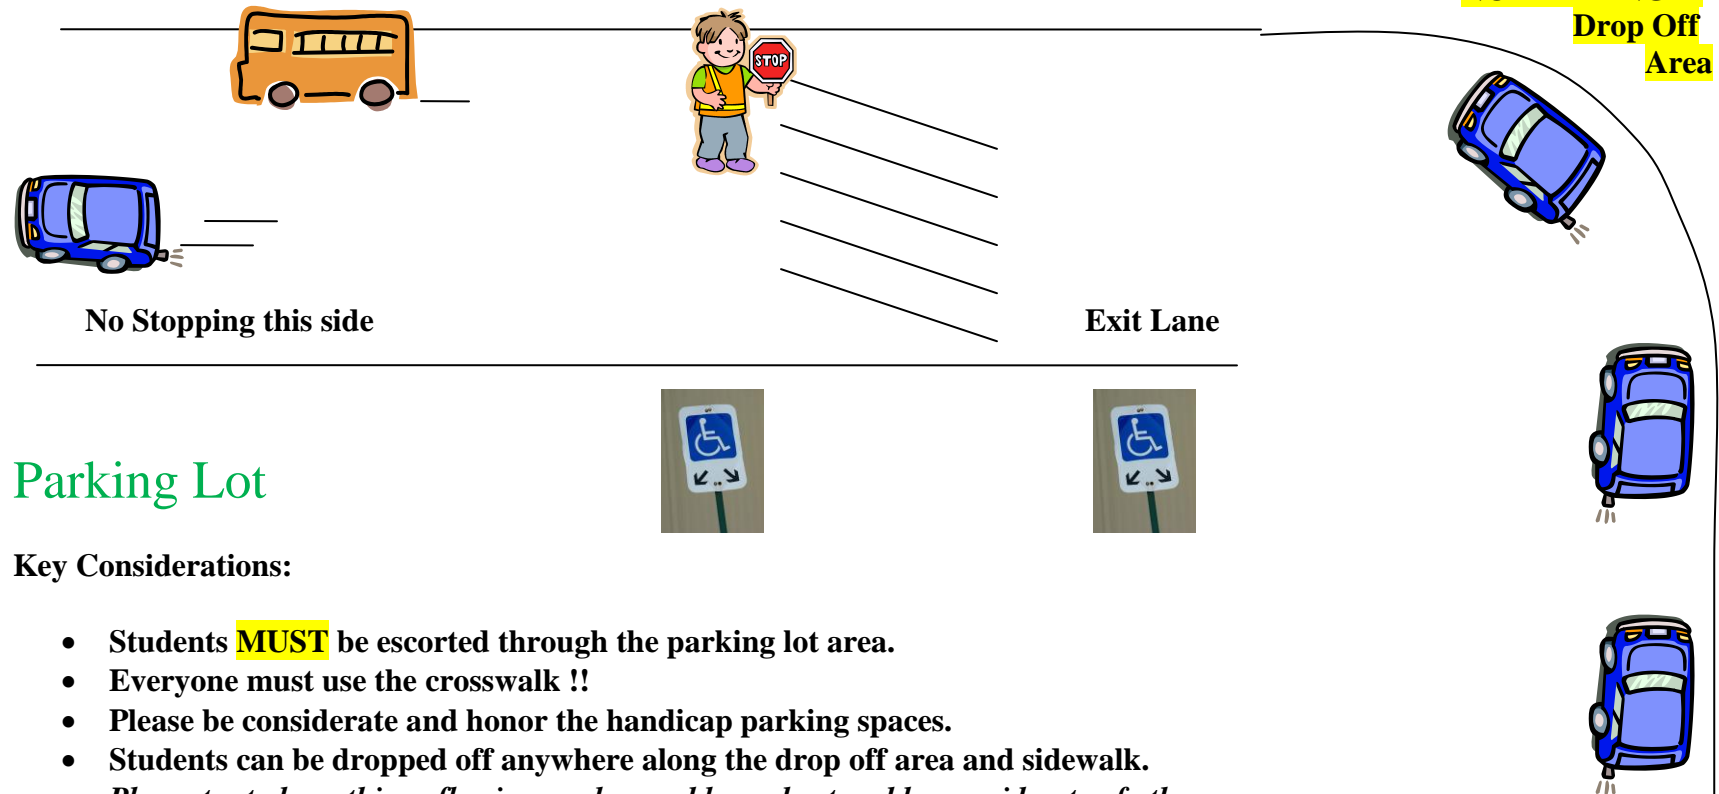 Drop Off
Area
STOP
No Stopping this side
Exit Lane
Parking Lot
Key Considerations:
• Students MUST be escorted through the parking lot area.
• Everyone must use the crosswalk !!
• Please be considerate and honor the handicap parking spaces.
• Students can be dropped off anywhere along the drop off area and sidewalk.